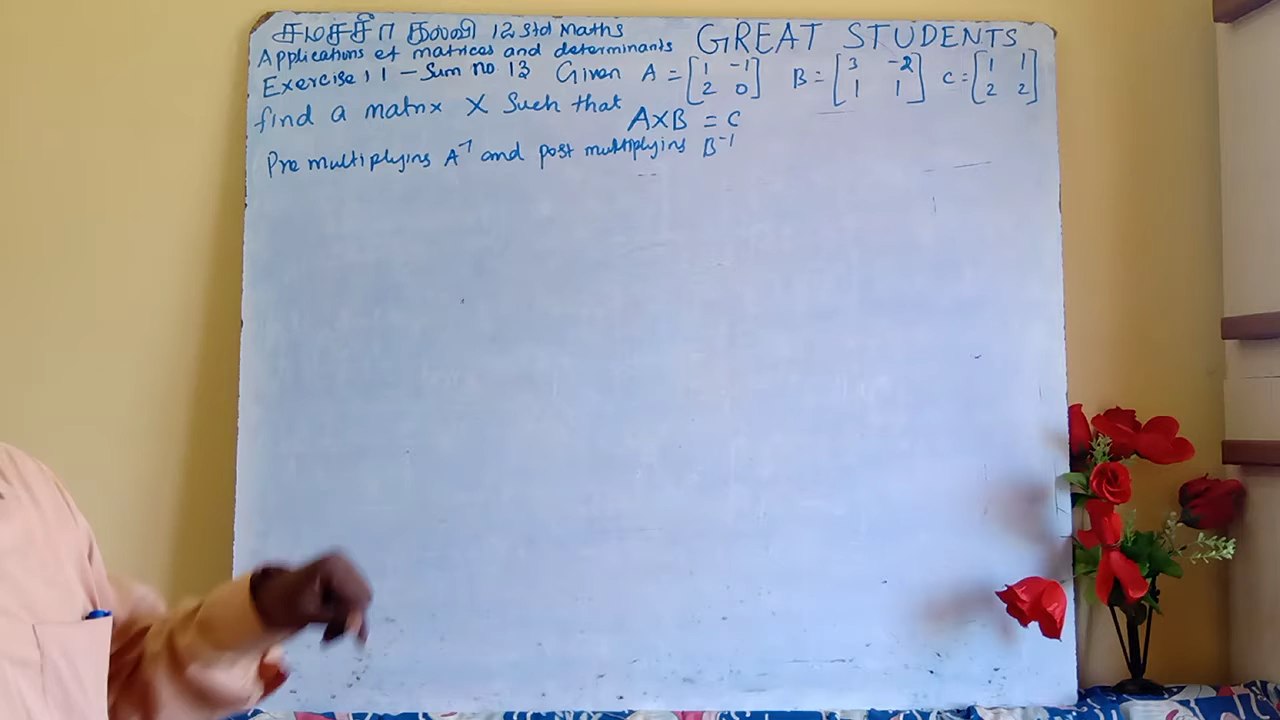 சமச்சீர் கல்வி 12 Std Maths
GREAT STUDENTS
Applications of matrices and determinants
Exercise 1.1 - Sum no 13 Given A = [1 -1 2 0] B = [3 -2 1 1] C = [1 1 2 2]
find a matrix X Such that
AXB = C
Pre multiplying A⁻¹ and post multiplying B⁻¹